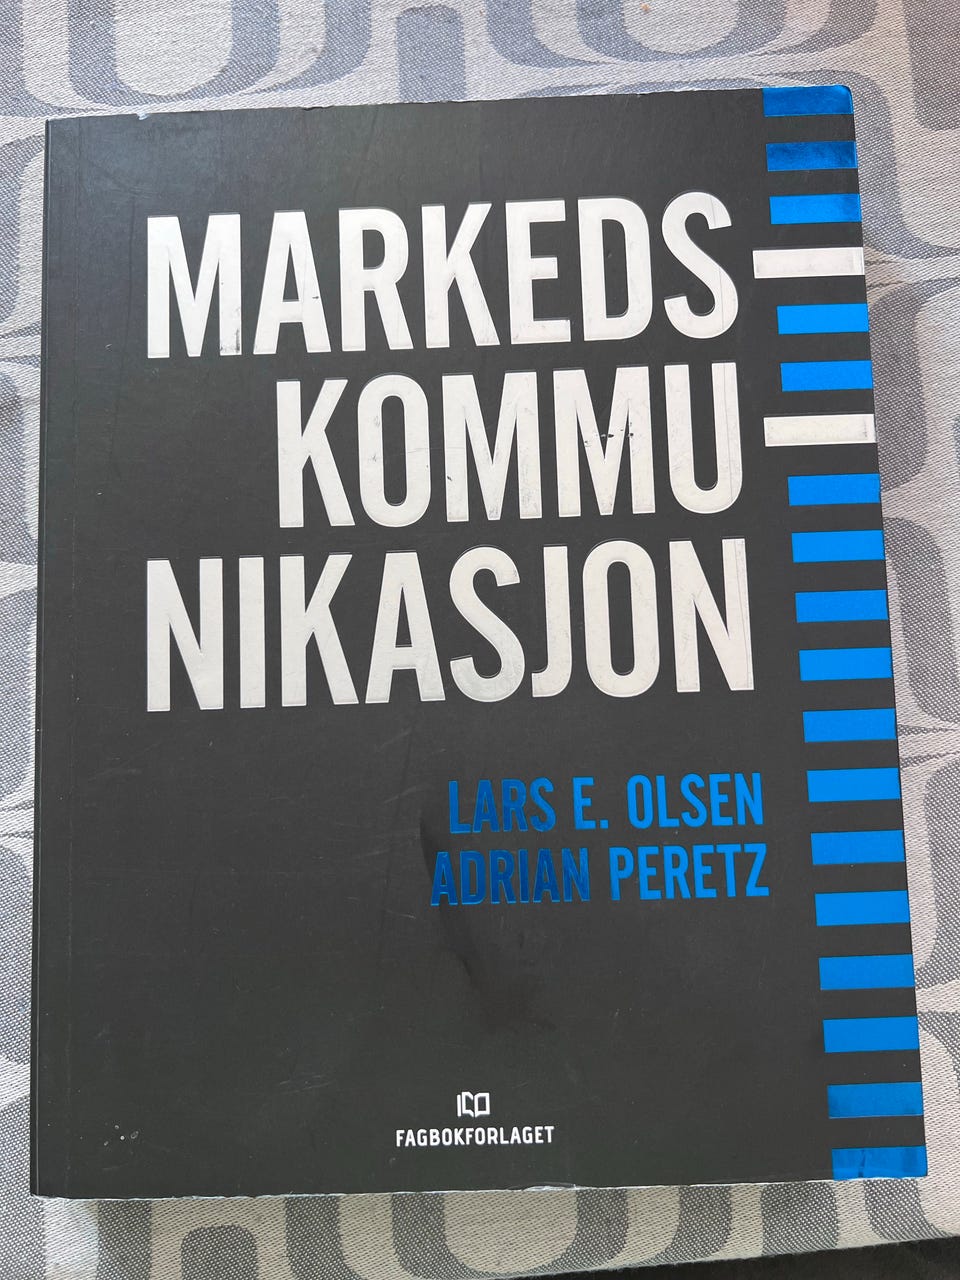 MARKEDS
KOMMU
NIKASJON
LARS E. OLSEN
ADRIAN PERETZ
FAGBOKFORLAGET